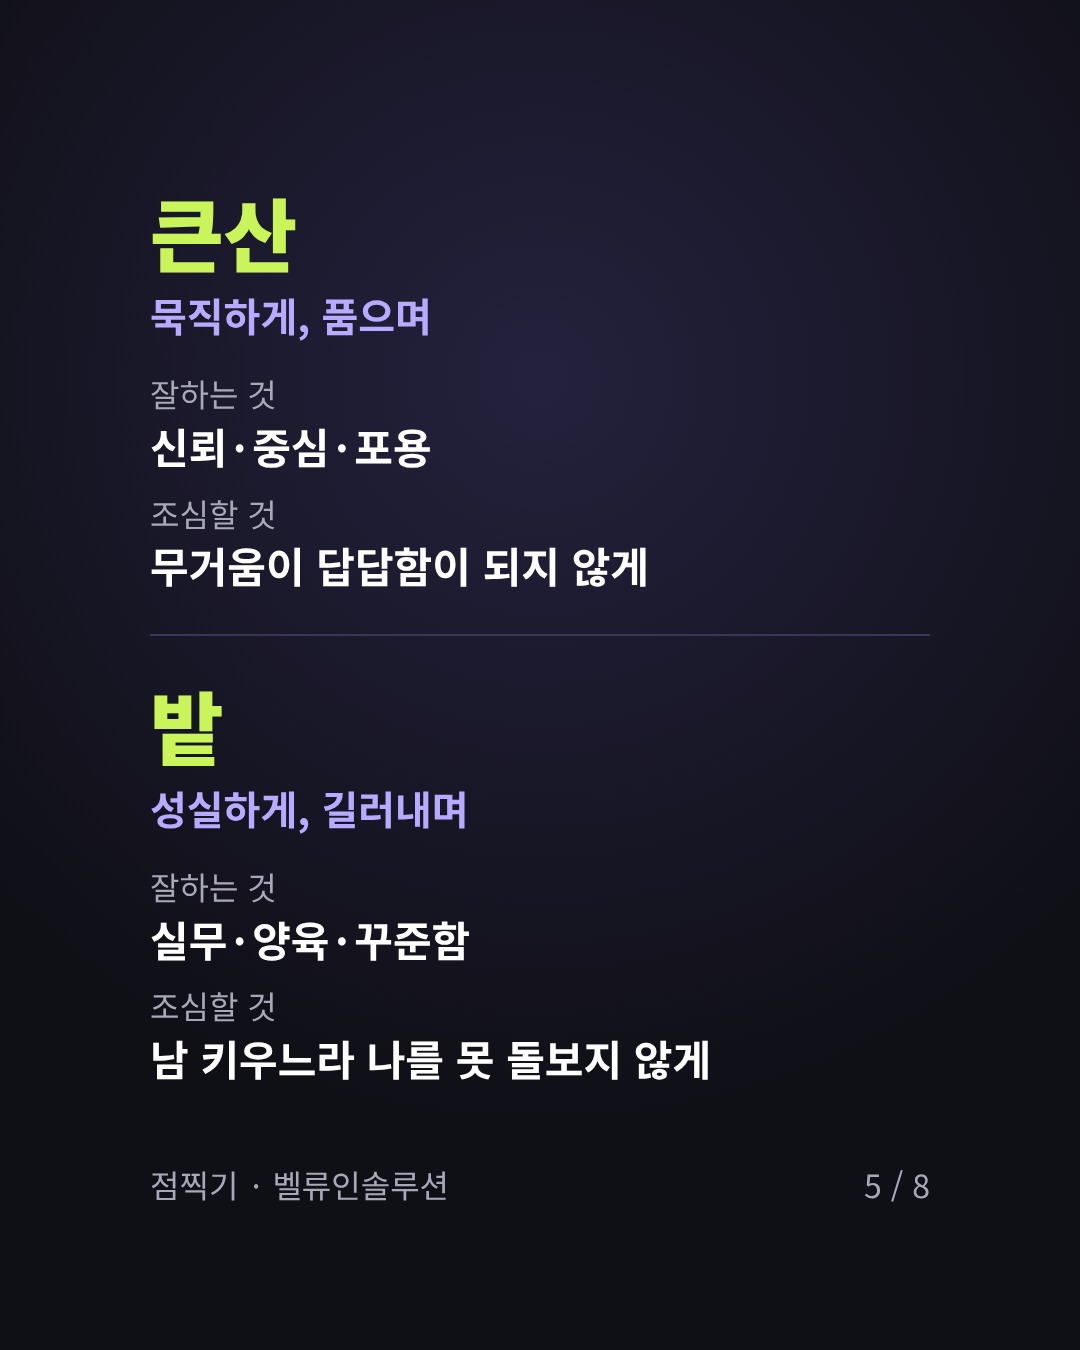 큰산
묵직하게, 품으며
잘하는 것
신뢰·중심·포용
조심할 것
무거움이 답답함이 되지 않게
밭
성실하게, 길러내며
잘하는 것
실무·양육·꾸준함
조심할 것
남 키우느라 나를 못 돌보지 않게
점찍기 · 벨류인솔루션
5 / 8